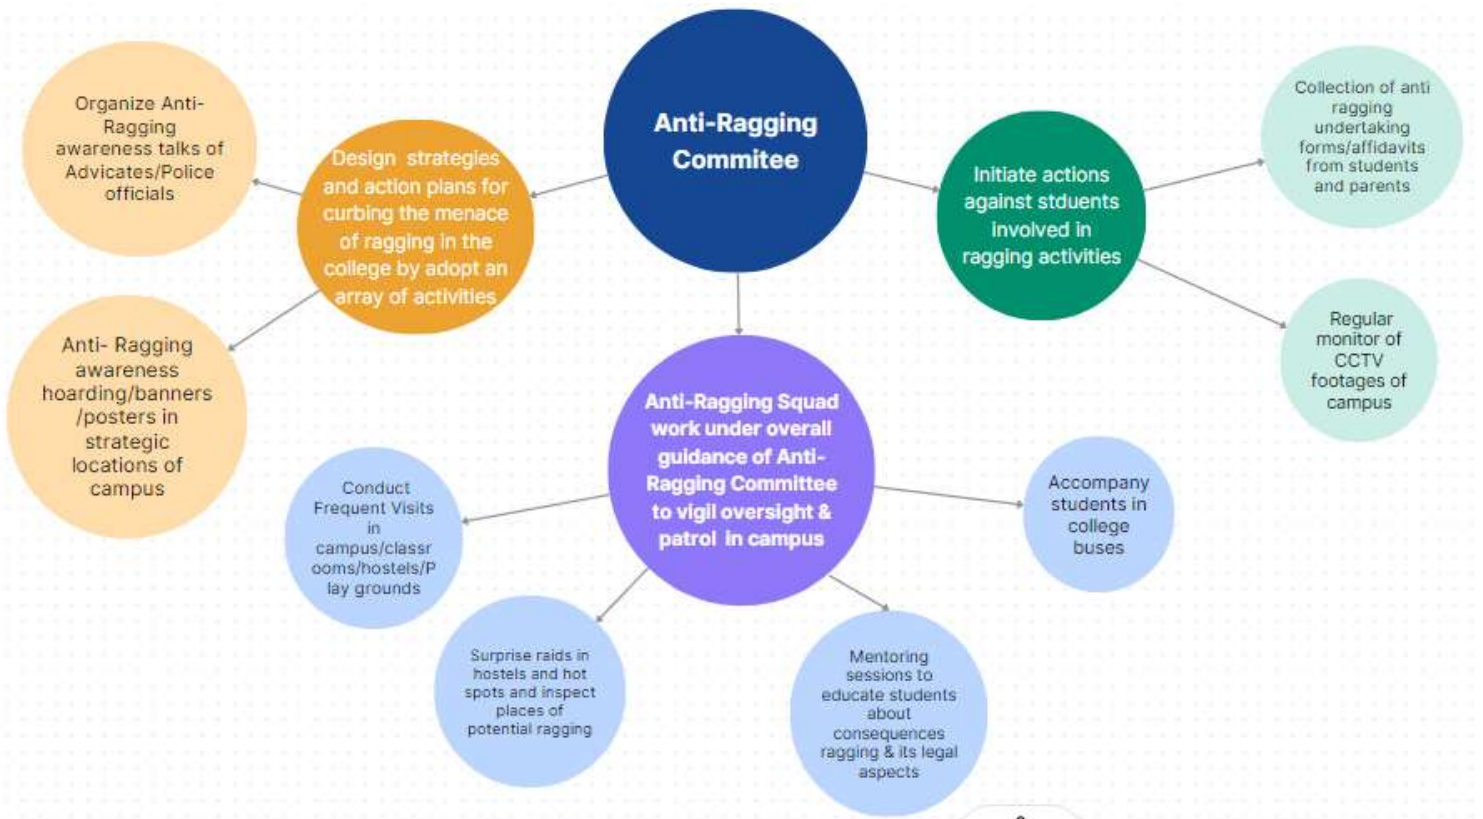 Anti-Ragging
Commitee
Organize Anti-
Ragging
awareness talks of
Advicates/Police
officials
Design strategies
and action plans for
curbing the menace
of ragging in the
college by adopt an
array of activities
Initiate actions
against stduents
involved in
ragging activities
Collection of anti
ragging
undertaking
forms/affidavits
from students
and parents
Anti- Ragging
awareness
hoarding/banners
/posters in
strategic
locations of
campus
Regular
monitor of
CCTV
footages of
campus
Anti-Ragging Squad
work under overall
guidance of Anti-
Ragging Committee
to vigil oversight &
patrol in campus
Conduct
Frequent Visits
in
campus/classr
ooms/hostels/P
lay grounds
Surprise raids in
hostels and hot
spots and inspect
places of
potential ragging
Mentoring
sessions to
educate students
about
consequences
ragging & its legal
aspects
Accompany
students in
college
buses